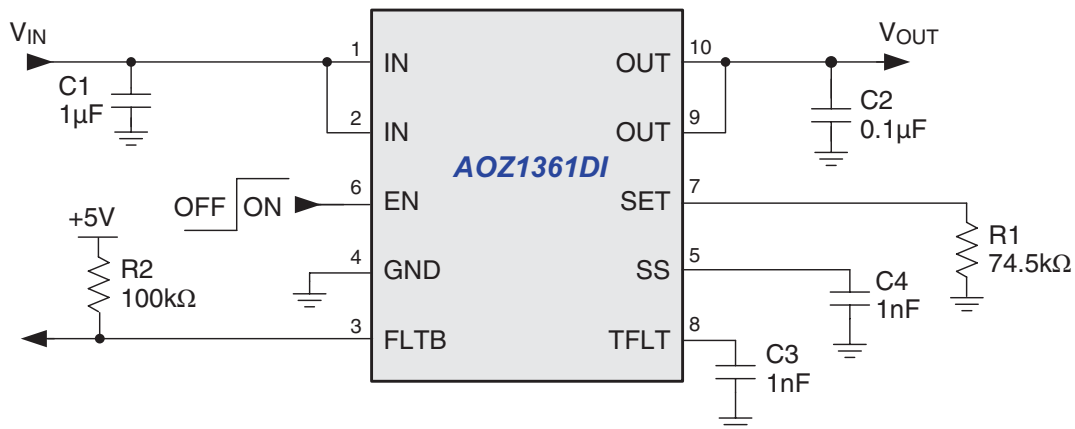 VIN
C1
1µF
1
IN
2
IN
OFF ON
6
EN
+5V
R2
100kΩ
4
GND
3
FLTB
AOZ1361DI
OUT
10
OUT
9
SET
7
SS
5
TFLT
8
VOUT
C2
0.1µF
R1
74.5kΩ
C4
1nF
C3
1nF